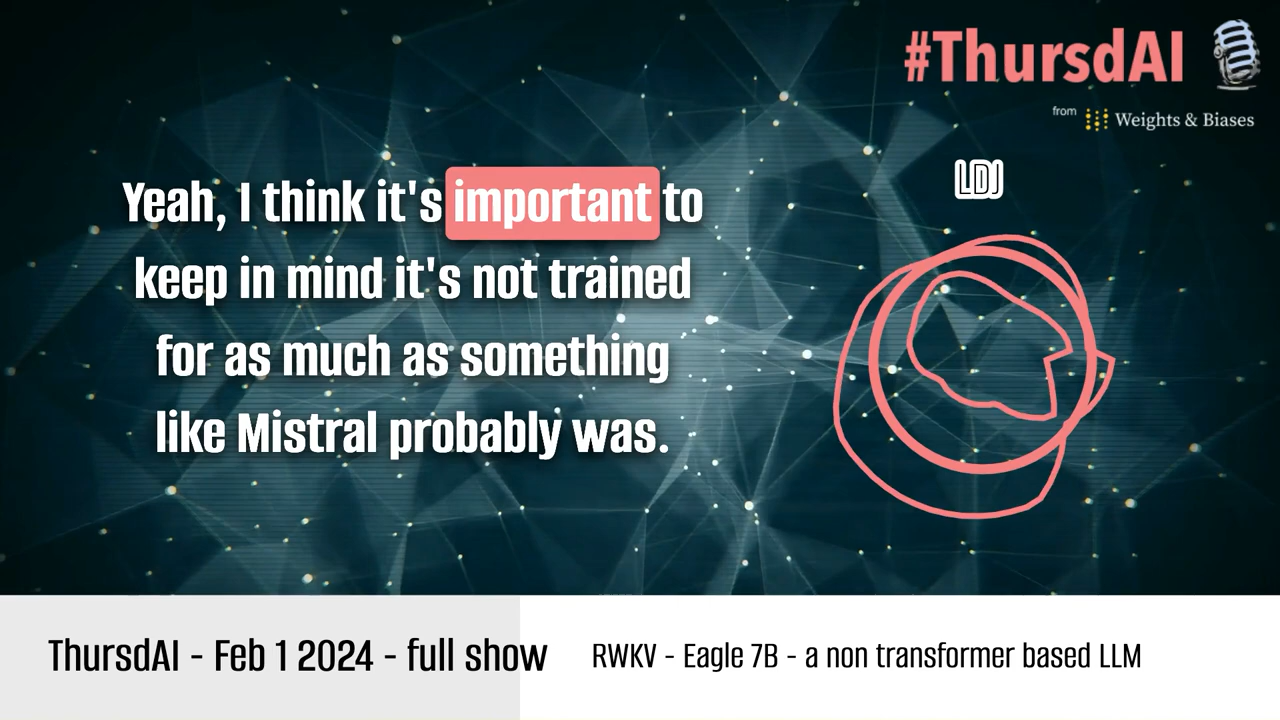 #ThursdAI
from Weights & Biases
LDJ
Yeah, I think it's important to
keep in mind it's not trained
for as much as something
like Mistral probably was.
ThursdAI - Feb 1 2024 - full show
RWKV - Eagle 7B - a non transformer based LLM